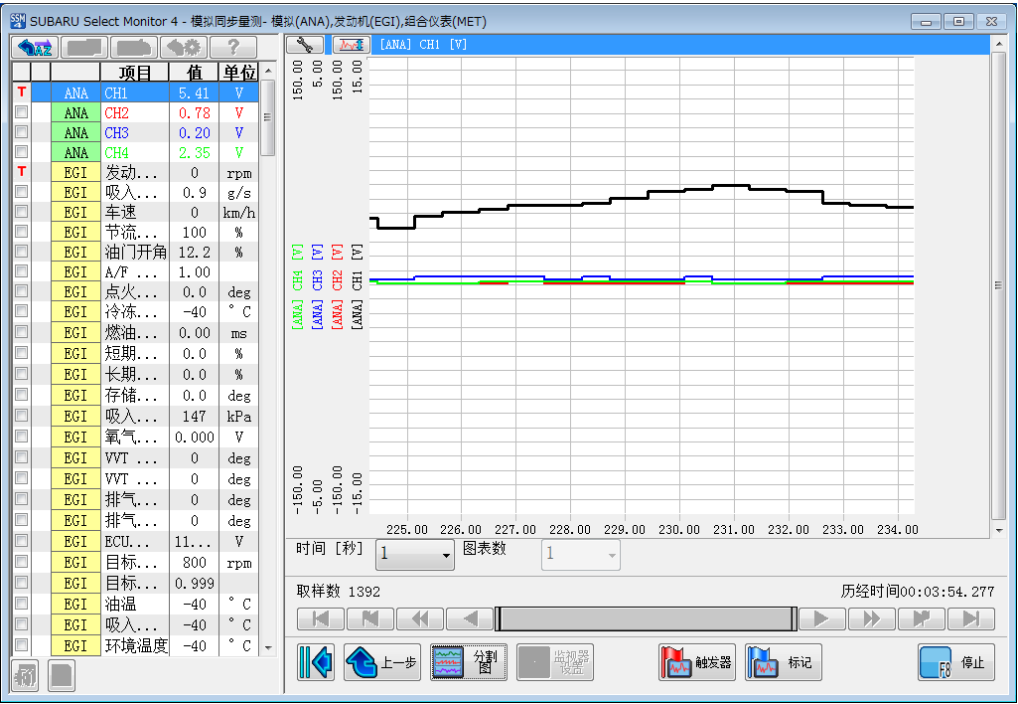 SUBARU Select Monitor 4 - 模拟同步量测- 模拟(ANA),发动机(EGI),组合仪表(MET)
AZ
?
[ANA] CH1 [V]
项目 值 单位
T ANA CH1 5.41 V
ANA CH2 0.78 V
ANA CH3 0.20 V
ANA CH4 2.35 V
T EGI 发动... 0 rpm
EGI 吸入... 0.9 g/s
EGI 车速 0 km/h
EGI 节流... 100 %
EGI 油门开角 12.2 %
EGI A/F ... 1.00
EGI 点火... 0.0 deg
EGI 冷冻... -40 °C
EGI 燃油... 0.00 ms
EGI 短期... 0.0 %
EGI 长期... 0.0 %
EGI 存储... 0.0 deg
EGI 吸入... 147 kPa
EGI 氧气... 0.000 V
EGI VVT ... 0 deg
EGI VVT ... 0 deg
EGI 排气... 0 deg
EGI 排气... 0 deg
EGI ECU... 11... V
EGI 目标... 800 rpm
EGI 目标... 0.999
EGI 油温 -40 °C
EGI 吸入... -40 °C
EGI 环境温度 -40 °C
150.00 5.00 150.00 15.00
[ANA] CH4 [V]
[ANA] CH3 [V]
[ANA] CH2 [V]
[ANA] CH1 [V]
-150.00 -5.00 -150.00 -15.00
225.00 226.00 227.00 228.00 229.00 230.00 231.00 232.00 233.00 234.00
时间 [秒] 1 图表数 1
取样数 1392 历经时间00:03:54.277
上一步 分割图 监视器设置 触发器 标记 F8 停止